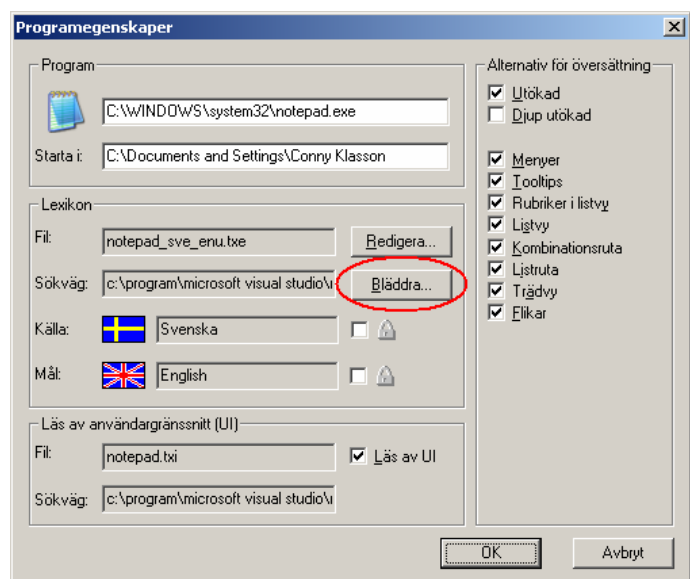 Programegenskaper
Program
C:\WINDOWS\system32\notepad.exe
Starta i: C:\Documents and Settings\Conny Klasson
Lexikon
Fil: notepad_sve_enu.txe Redigera...
Sökväg: c:\program\microsoft visual studio\ Bläddra...
Källa: Svenska
Mål: English
Läs av användargränssnitt (UI)
Fil: notepad.txi Läs av UI
Sökväg: c:\program\microsoft visual studio\
Alternativ för översättning
Utökad
Djup utökad
Menyer
Tooltips
Rubriker i listvy
Listvy
Kombinationsruta
Listruta
Trädvy
Flikar
OK Avbryt